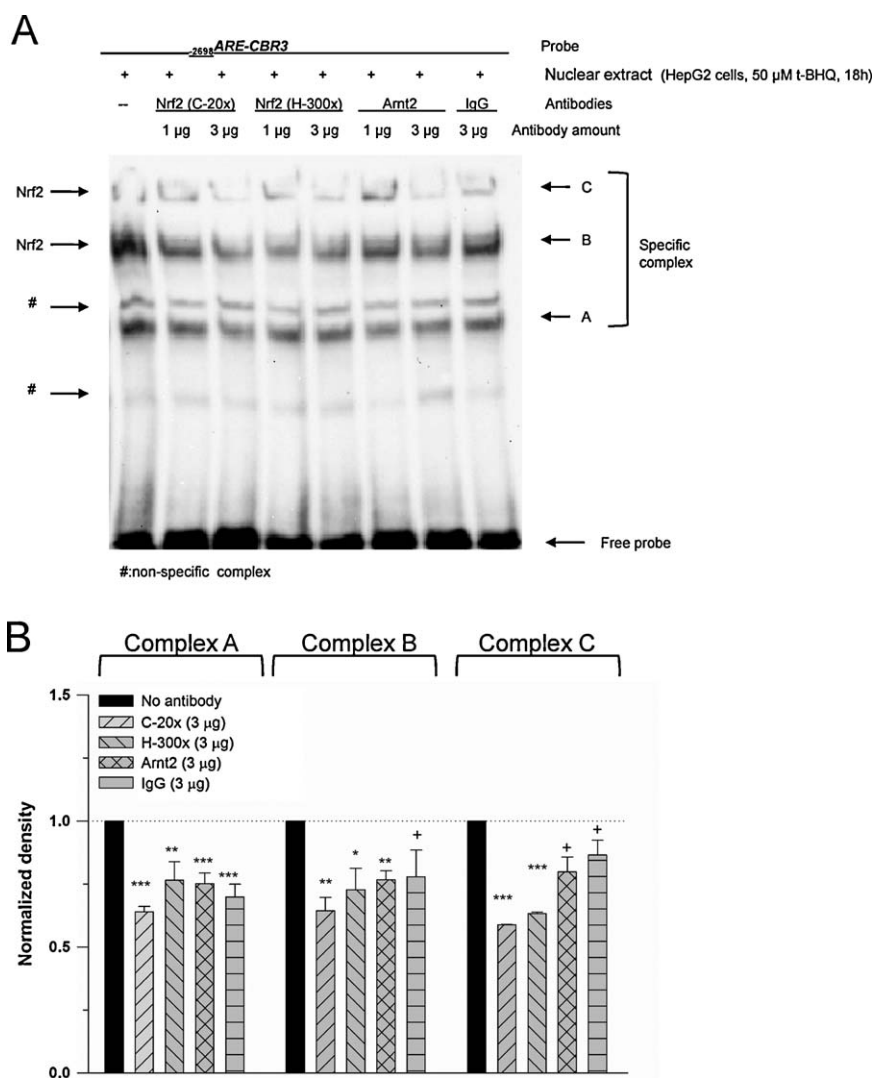 A
-2698 ARE-CBR3 Probe
+ + + + + + + + Nuclear extract (HepG2 cells, 50 µM t-BHQ, 18h)
-- Nrf2 (C-20x) Nrf2 (H-300x) Arnt2 IgG Antibodies
1 µg 3 µg 1 µg 3 µg 1 µg 3 µg 3 µg Antibody amount
Nrf2 C
Nrf2 B
Specific complex
# A
#
Free probe
#:non-specific complex
B
Complex A Complex B Complex C
1.5
No antibody
C-20x (3 µg)
H-300x (3 µg)
Arnt2 (3 µg)
IgG (3 µg)
1.0
*** ** *** *** ** * ** + *** *** + +
Normalized density
0.5
0.0